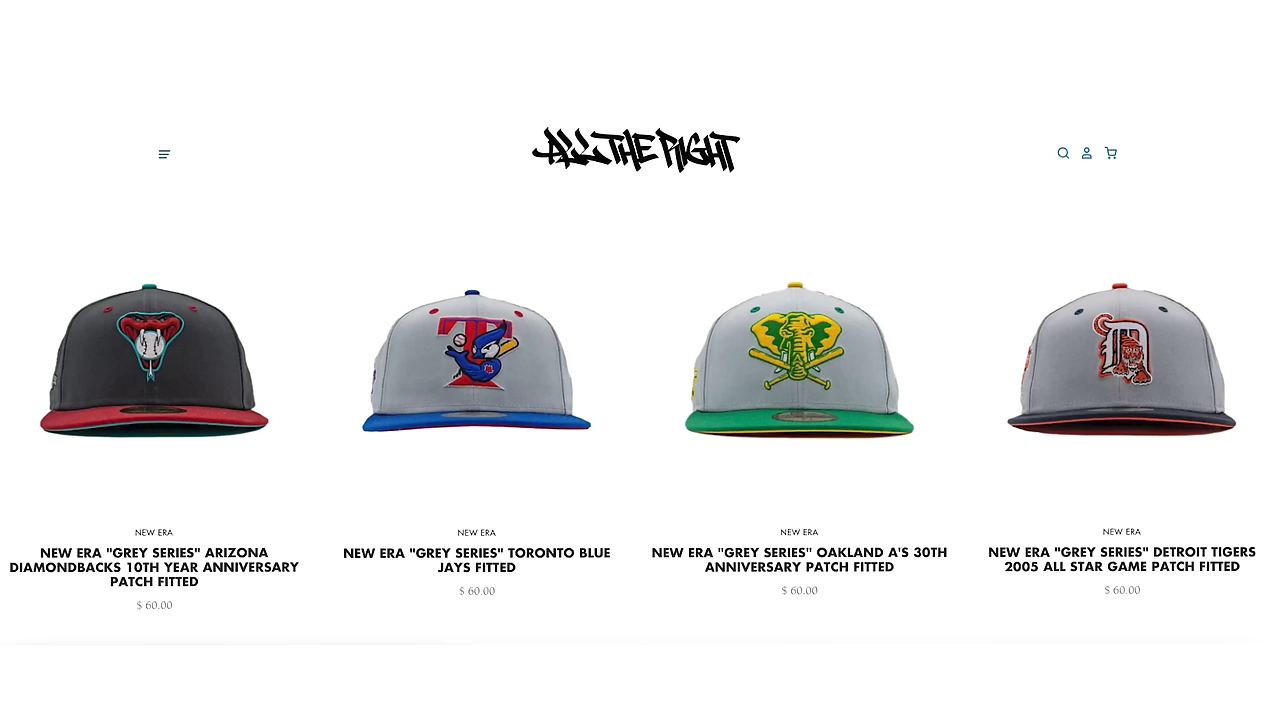 ALL THE RIGHT
NEW ERA
NEW ERA "GREY SERIES" ARIZONA
DIAMONDBACKS 10TH YEAR ANNIVERSARY
PATCH FITTED
$ 60.00
NEW ERA
NEW ERA "GREY SERIES" TORONTO BLUE
JAYS FITTED
$ 60.00
NEW ERA
NEW ERA "GREY SERIES" OAKLAND A'S 30TH
ANNIVERSARY PATCH FITTED
$ 60.00
NEW ERA
NEW ERA "GREY SERIES" DETROIT TIGERS
2005 ALL STAR GAME PATCH FITTED
$ 60.00
T
D